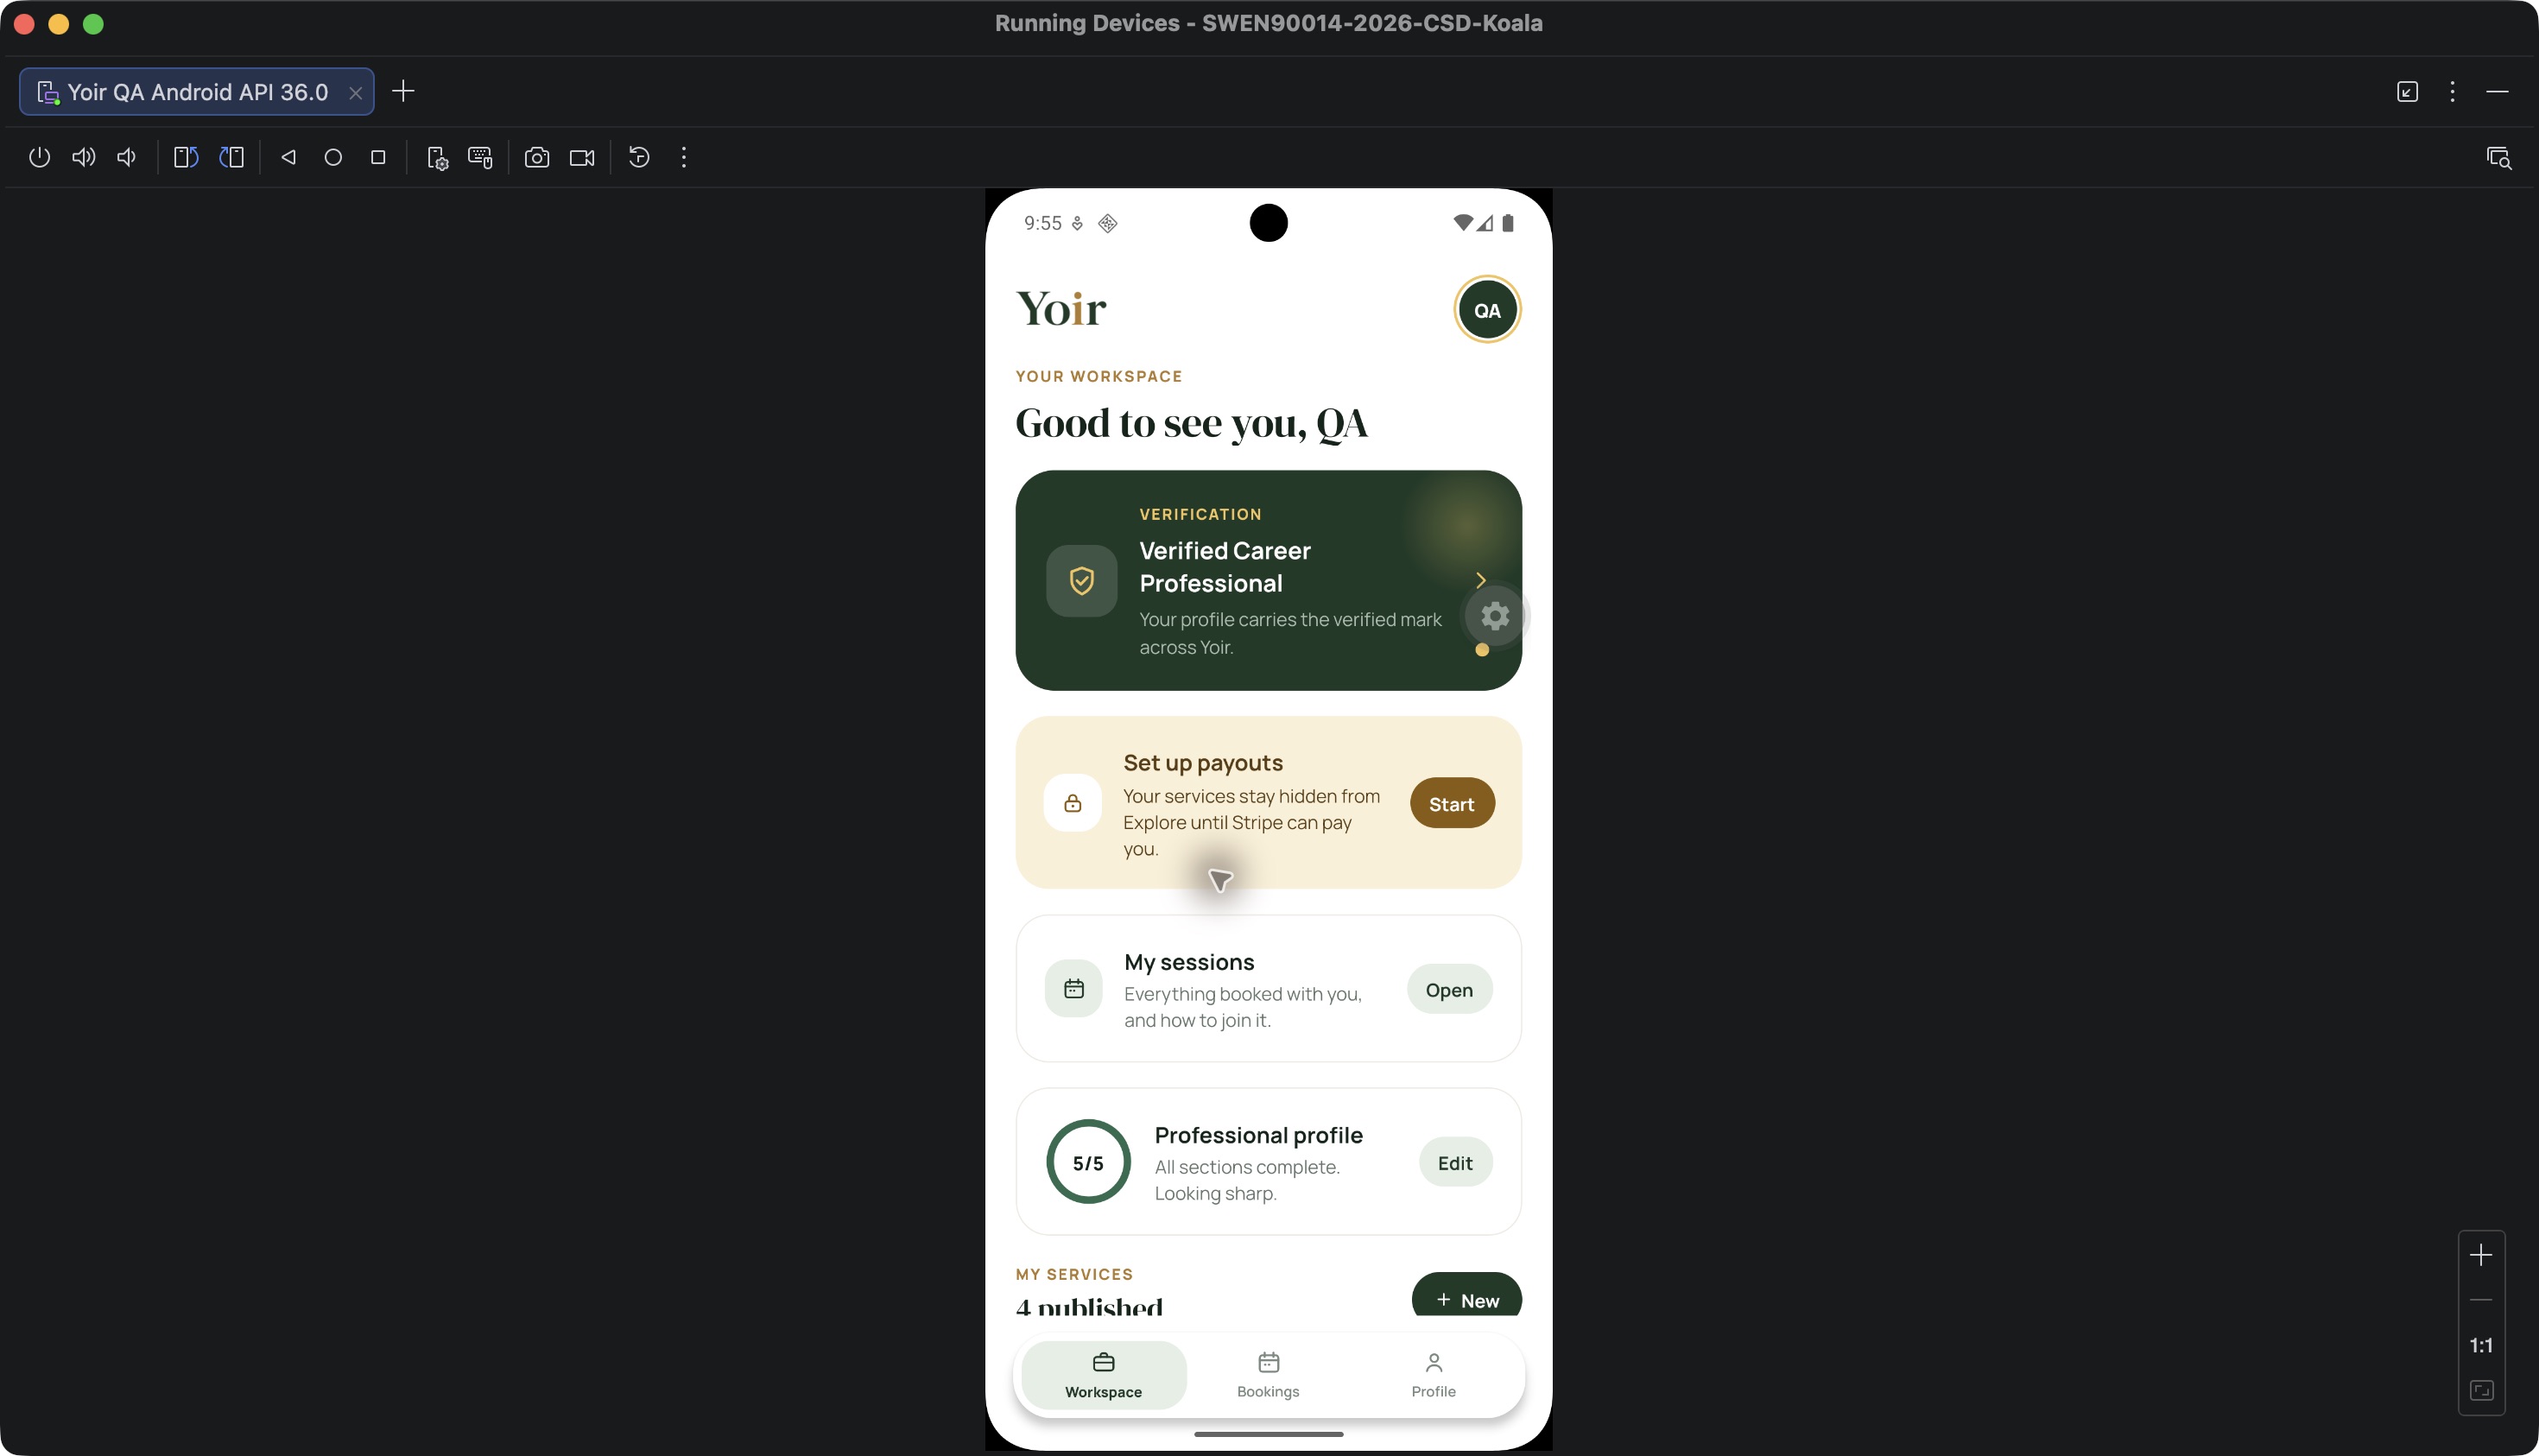 Running Devices - SWEN90014-2026-CSD-Koala
Yoir QA Android API 36.0
9:55
Yoir
QA
YOUR WORKSPACE
Good to see you, QA
VERIFICATION
Verified Career
Professional
Your profile carries the verified mark
across Yoir.
Set up payouts
Your services stay hidden from
Explore until Stripe can pay
you.
Start
My sessions
Everything booked with you,
and how to join it.
Open
5/5
Professional profile
All sections complete.
Looking sharp.
Edit
MY SERVICES
4 published
+ New
Workspace
Bookings
Profile
1:1